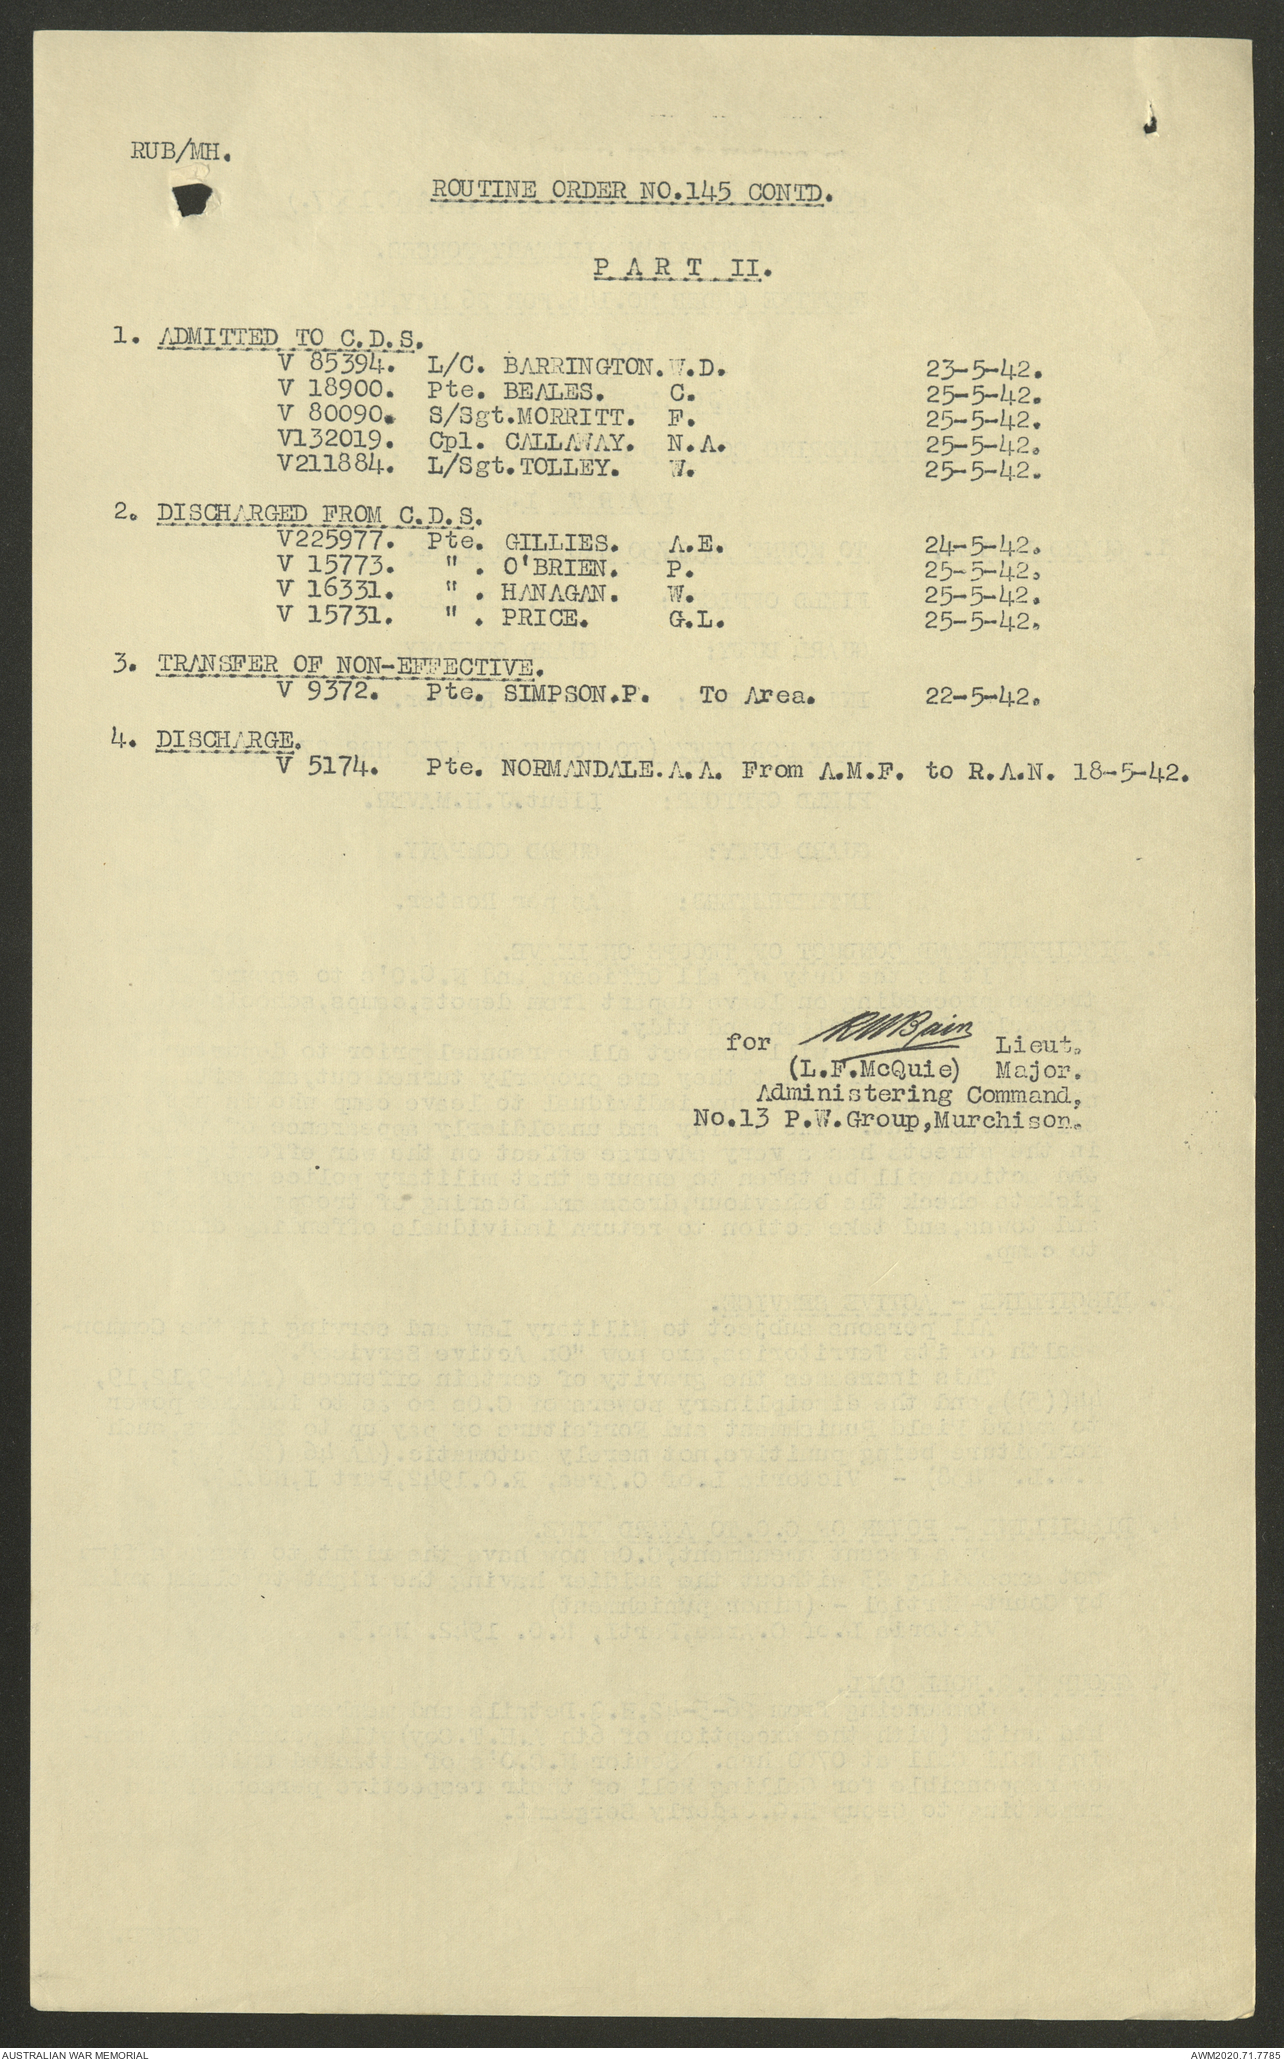 RUB/MH.
ROUTINE ORDER NO.145 CONTD.
P A R T  II.
1. ADMITTED TO C.D.S.
V 85394. L/C. BARRINGTON.W.D. 23-5-42.
V 18900. Pte. BEALES. C. 25-5-42.
V 80090. S/Sgt.MORRITT. F. 25-5-42.
V132019. Cpl. CALLAWAY. N.A. 25-5-42.
V211884. L/Sgt.TOLLEY. W. 25-5-42.
2. DISCHARGED FROM C.D.S.
V225977. Pte. GILLIES. A.E. 24-5-42.
V 15773. " . O'BRIEN. P. 25-5-42.
V 16331. " . HANAGAN. W. 25-5-42.
V 15731. " . PRICE. G.L. 25-5-42.
3. TRANSFER OF NON-EFFECTIVE.
V 9372. Pte. SIMPSON.P. To Area. 22-5-42.
4. DISCHARGE.
V 5174. Pte. NORMANDALE.A.A. From A.M.F. to R.A.N. 18-5-42.
for RWBain Lieut.
(L.F.McQuie) Major.
Administering Command,
No.13 P.W.Group,Murchison.
AUSTRALIAN WAR MEMORIAL AWM2020.71.7785